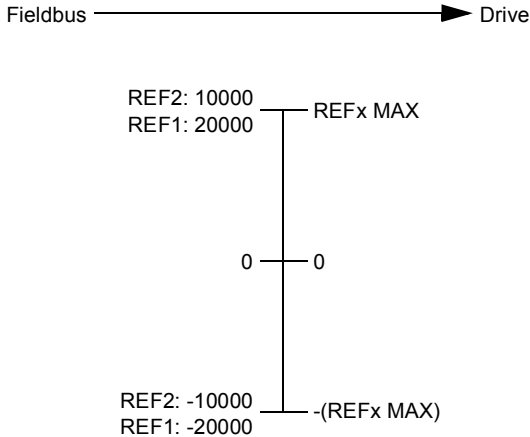 Fieldbus Drive
REF2: 10000
REF1: 20000
REFx MAX
0 0
REF2: -10000
REF1: -20000
-(REFx MAX)